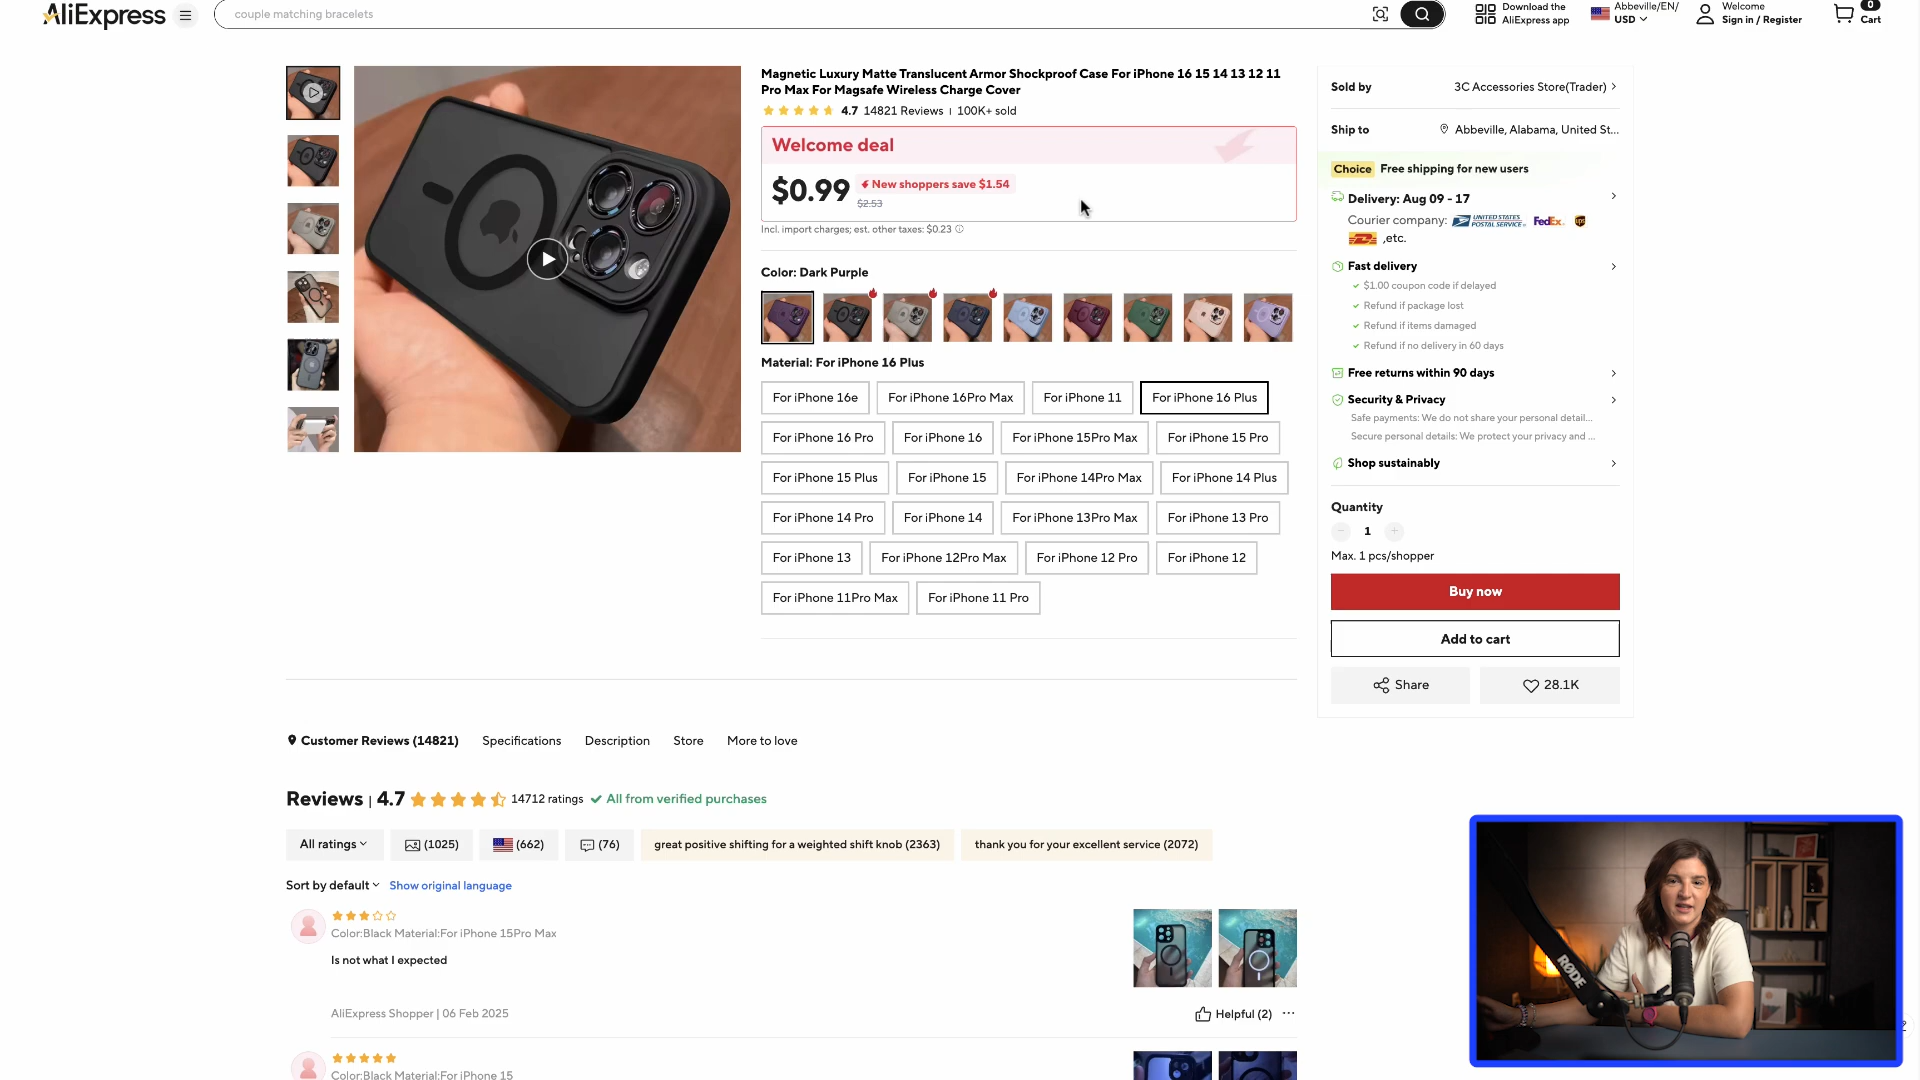 AliExpress
couple matching bracelets
Download the
AliExpress app
Abbeville/EN/
USD
Welcome
Sign in / Register
0
Cart
Magnetic Luxury Matte Translucent Armor Shockproof Case For iPhone 16 15 14 13 12 11
Pro Max For Magsafe Wireless Charge Cover
4.7 14821 Reviews | 100K+ sold
Welcome deal
$0.99 New shoppers save $1.54
$2.53
Incl. import charges; est. other taxes: $0.23
Color: Dark Purple
Material: For iPhone 16 Plus
For iPhone 16e For iPhone 16Pro Max For iPhone 11 For iPhone 16 Plus
For iPhone 16 Pro For iPhone 16 For iPhone 15Pro Max For iPhone 15 Pro
For iPhone 15 Plus For iPhone 15 For iPhone 14Pro Max For iPhone 14 Plus
For iPhone 14 Pro For iPhone 14 For iPhone 13Pro Max For iPhone 13 Pro
For iPhone 13 For iPhone 12Pro Max For iPhone 12 Pro For iPhone 12
For iPhone 11Pro Max For iPhone 11 Pro
Sold by 3C Accessories Store(Trader)
Ship to Abbeville, Alabama, United St...
Choice Free shipping for new users
Delivery: Aug 09 - 17
Courier company: UNITED STATES POSTAL SERVICE FedEx ups
DHL ,etc.
Fast delivery
$1.00 coupon code if delayed
Refund if package lost
Refund if items damaged
Refund if no delivery in 60 days
Free returns within 90 days
Security & Privacy
Safe payments: We do not share your personal detail...
Secure personal details: We protect your privacy and ...
Shop sustainably
Quantity
1
Max. 1 pcs/shopper
Buy now
Add to cart
Share 28.1K
Customer Reviews (14821) Specifications Description Store More to love
Reviews | 4.7 14712 ratings All from verified purchases
All ratings (1025) (662) (76) great positive shifting for a weighted shift knob (2363) thank you for your excellent service (2072)
Sort by default Show original language
Color:Black Material:For iPhone 15Pro Max
Is not what I expected
AliExpress Shopper | 06 Feb 2025 Helpful (2) ...
Color:Black Material:For iPhone 15
RØDE